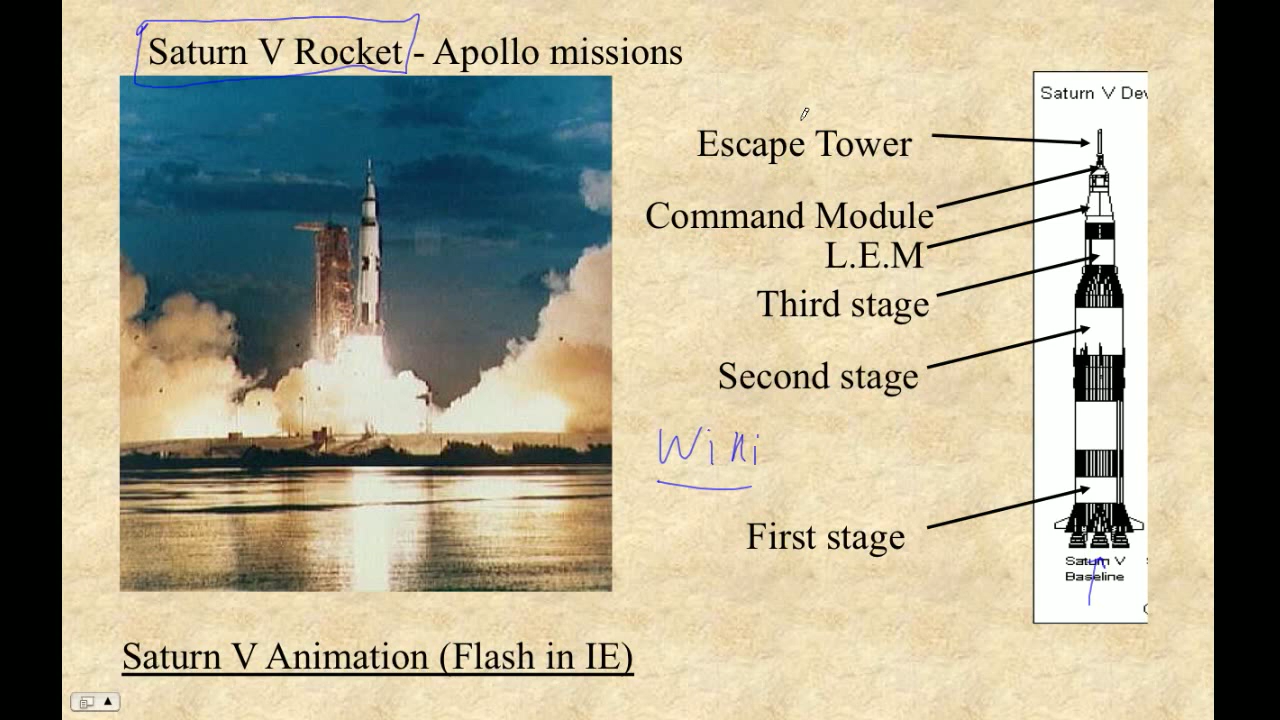 Saturn V Rocket - Apollo missions
Saturn V Dev
Escape Tower
Command Module
L.E.M
Third stage
Second stage
Wiki
First stage
Saturn V
Baseline
Saturn V Animation (Flash in IE)